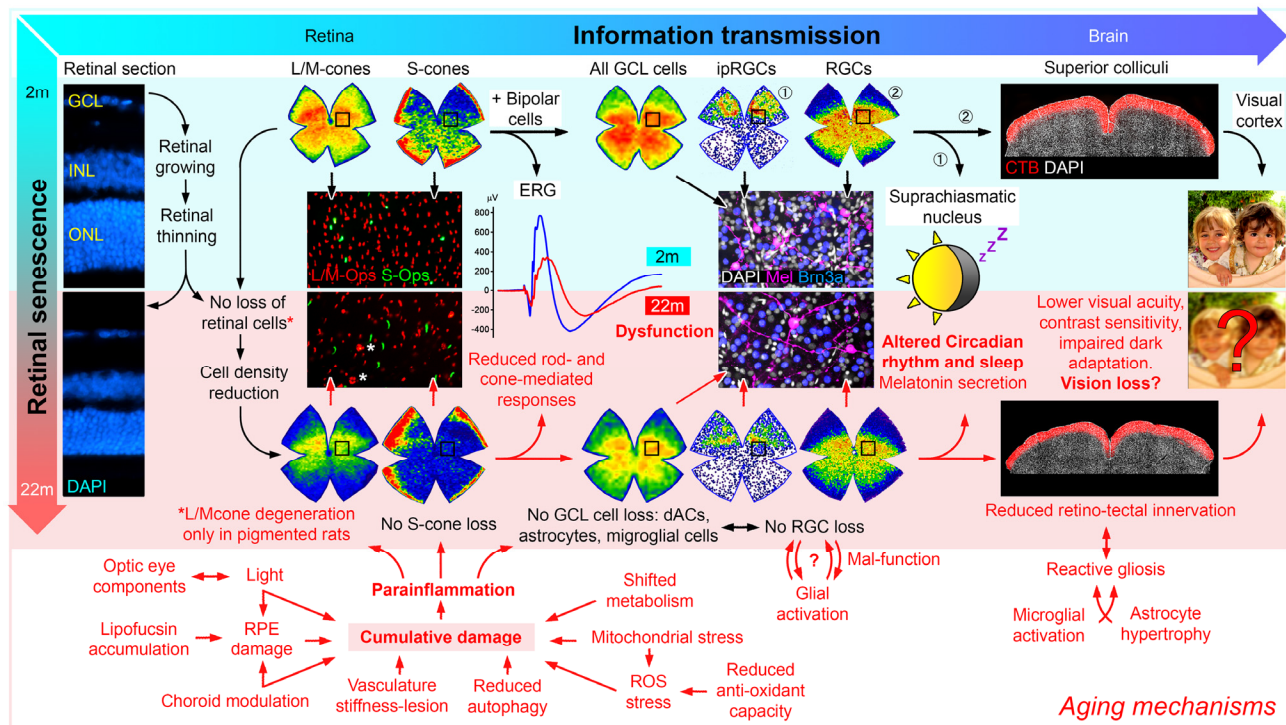 Retina
Information transmission
Brain
Retinal senescence
2m
22m
Retinal section
L/M-cones
S-cones
All GCL cells
ipRGCs
RGCs
Superior colliculi
GCL
INL
ONL
DAPI
Retinal
growing
Retinal
thinning
No loss of
retinal cells*
Cell density
reduction
+ Bipolar
cells
①
②
②
①
Visual
cortex
CTB DAPI
L/M-Ops S-Ops
*
*
ERG
µV
800
600
400
200
0
-200
-400
2m
22m
Dysfunction
Reduced rod- and
cone-mediated
responses
DAPI Mel Brn3a
Suprachiasmatic
nucleus
z z Z Z
Altered Circadian
rhythm and sleep
Melatonin secretion
Lower visual acuity,
contrast sensitivity,
impaired dark
adaptation.
Vision loss?
?
*L/Mcone degeneration
only in pigmented rats
No S-cone loss
No GCL cell loss: dACs,
astrocytes, microglial cells
No RGC loss
Reduced retino-tectal innervation
?
Mal-function
Glial
activation
Reactive gliosis
Microglial
activation
Astrocyte
hypertrophy
Optic eye
components
Light
Parainflammation
Shifted
metabolism
Lipofucsin
accumulation
RPE
damage
Cumulative damage
Mitochondrial stress
Choroid modulation
Vasculature
stiffness-lesion
Reduced
autophagy
ROS
stress
Reduced
anti-oxidant
capacity
Aging mechanisms